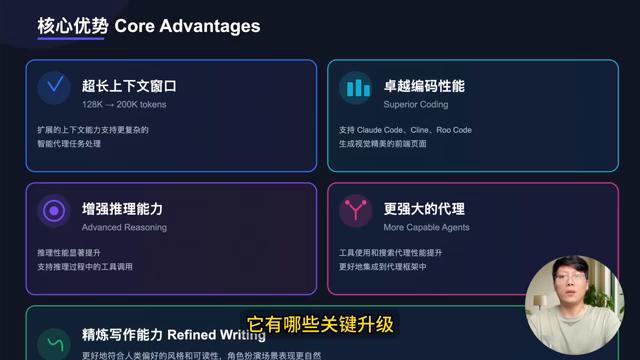 核心优势 Core Advantages
超长上下文窗口
128K → 200K tokens
扩展的上下文能力支持更复杂的
智能代理任务处理
卓越编码性能
Superior Coding
支持 Claude Code、Cline、Roo Code
生成视觉精美的前端页面
增强推理能力
Advanced Reasoning
推理性能显著提升
支持推理过程中的工具调用
更强大的代理
More Capable Agents
工具使用和搜索代理性能提升
更好地集成到代理框架中
精炼写作能力 Refined Writing
更好地符合人类偏好的风格和可读性，角色扮演场景表现更自然
它有哪些关键升级